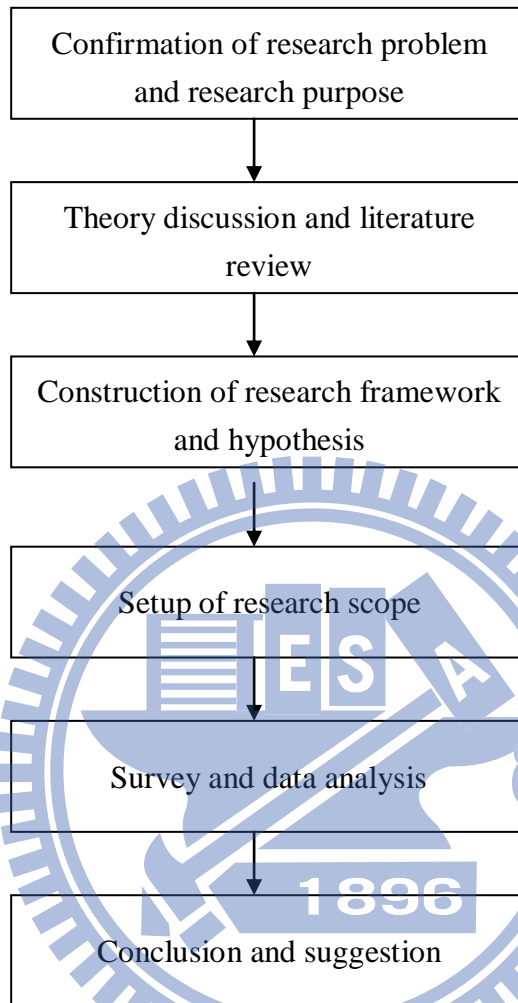 Confirmation of research problem
and research purpose
Theory discussion and literature
review
Construction of research framework
and hypothesis
Setup of research scope
E S A
Survey and data analysis
1896
Conclusion and suggestion